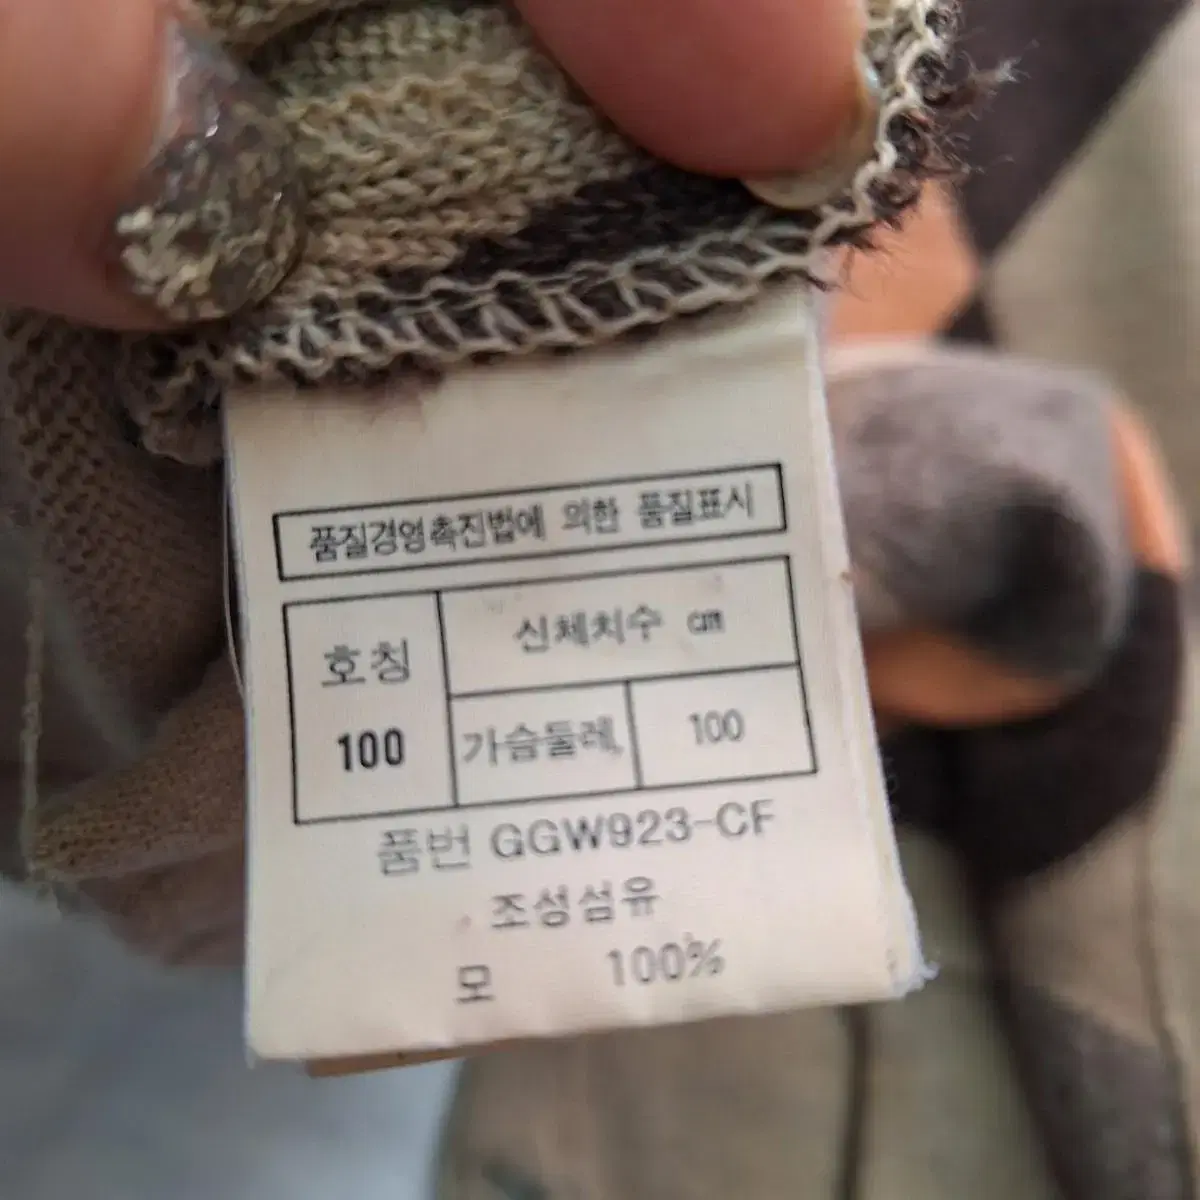 품질경영촉진법에 의한 품질표시
호칭
신체치수 cm
100
가슴둘레,
100
품번 GGW923-CF
조성섬유
모 100%